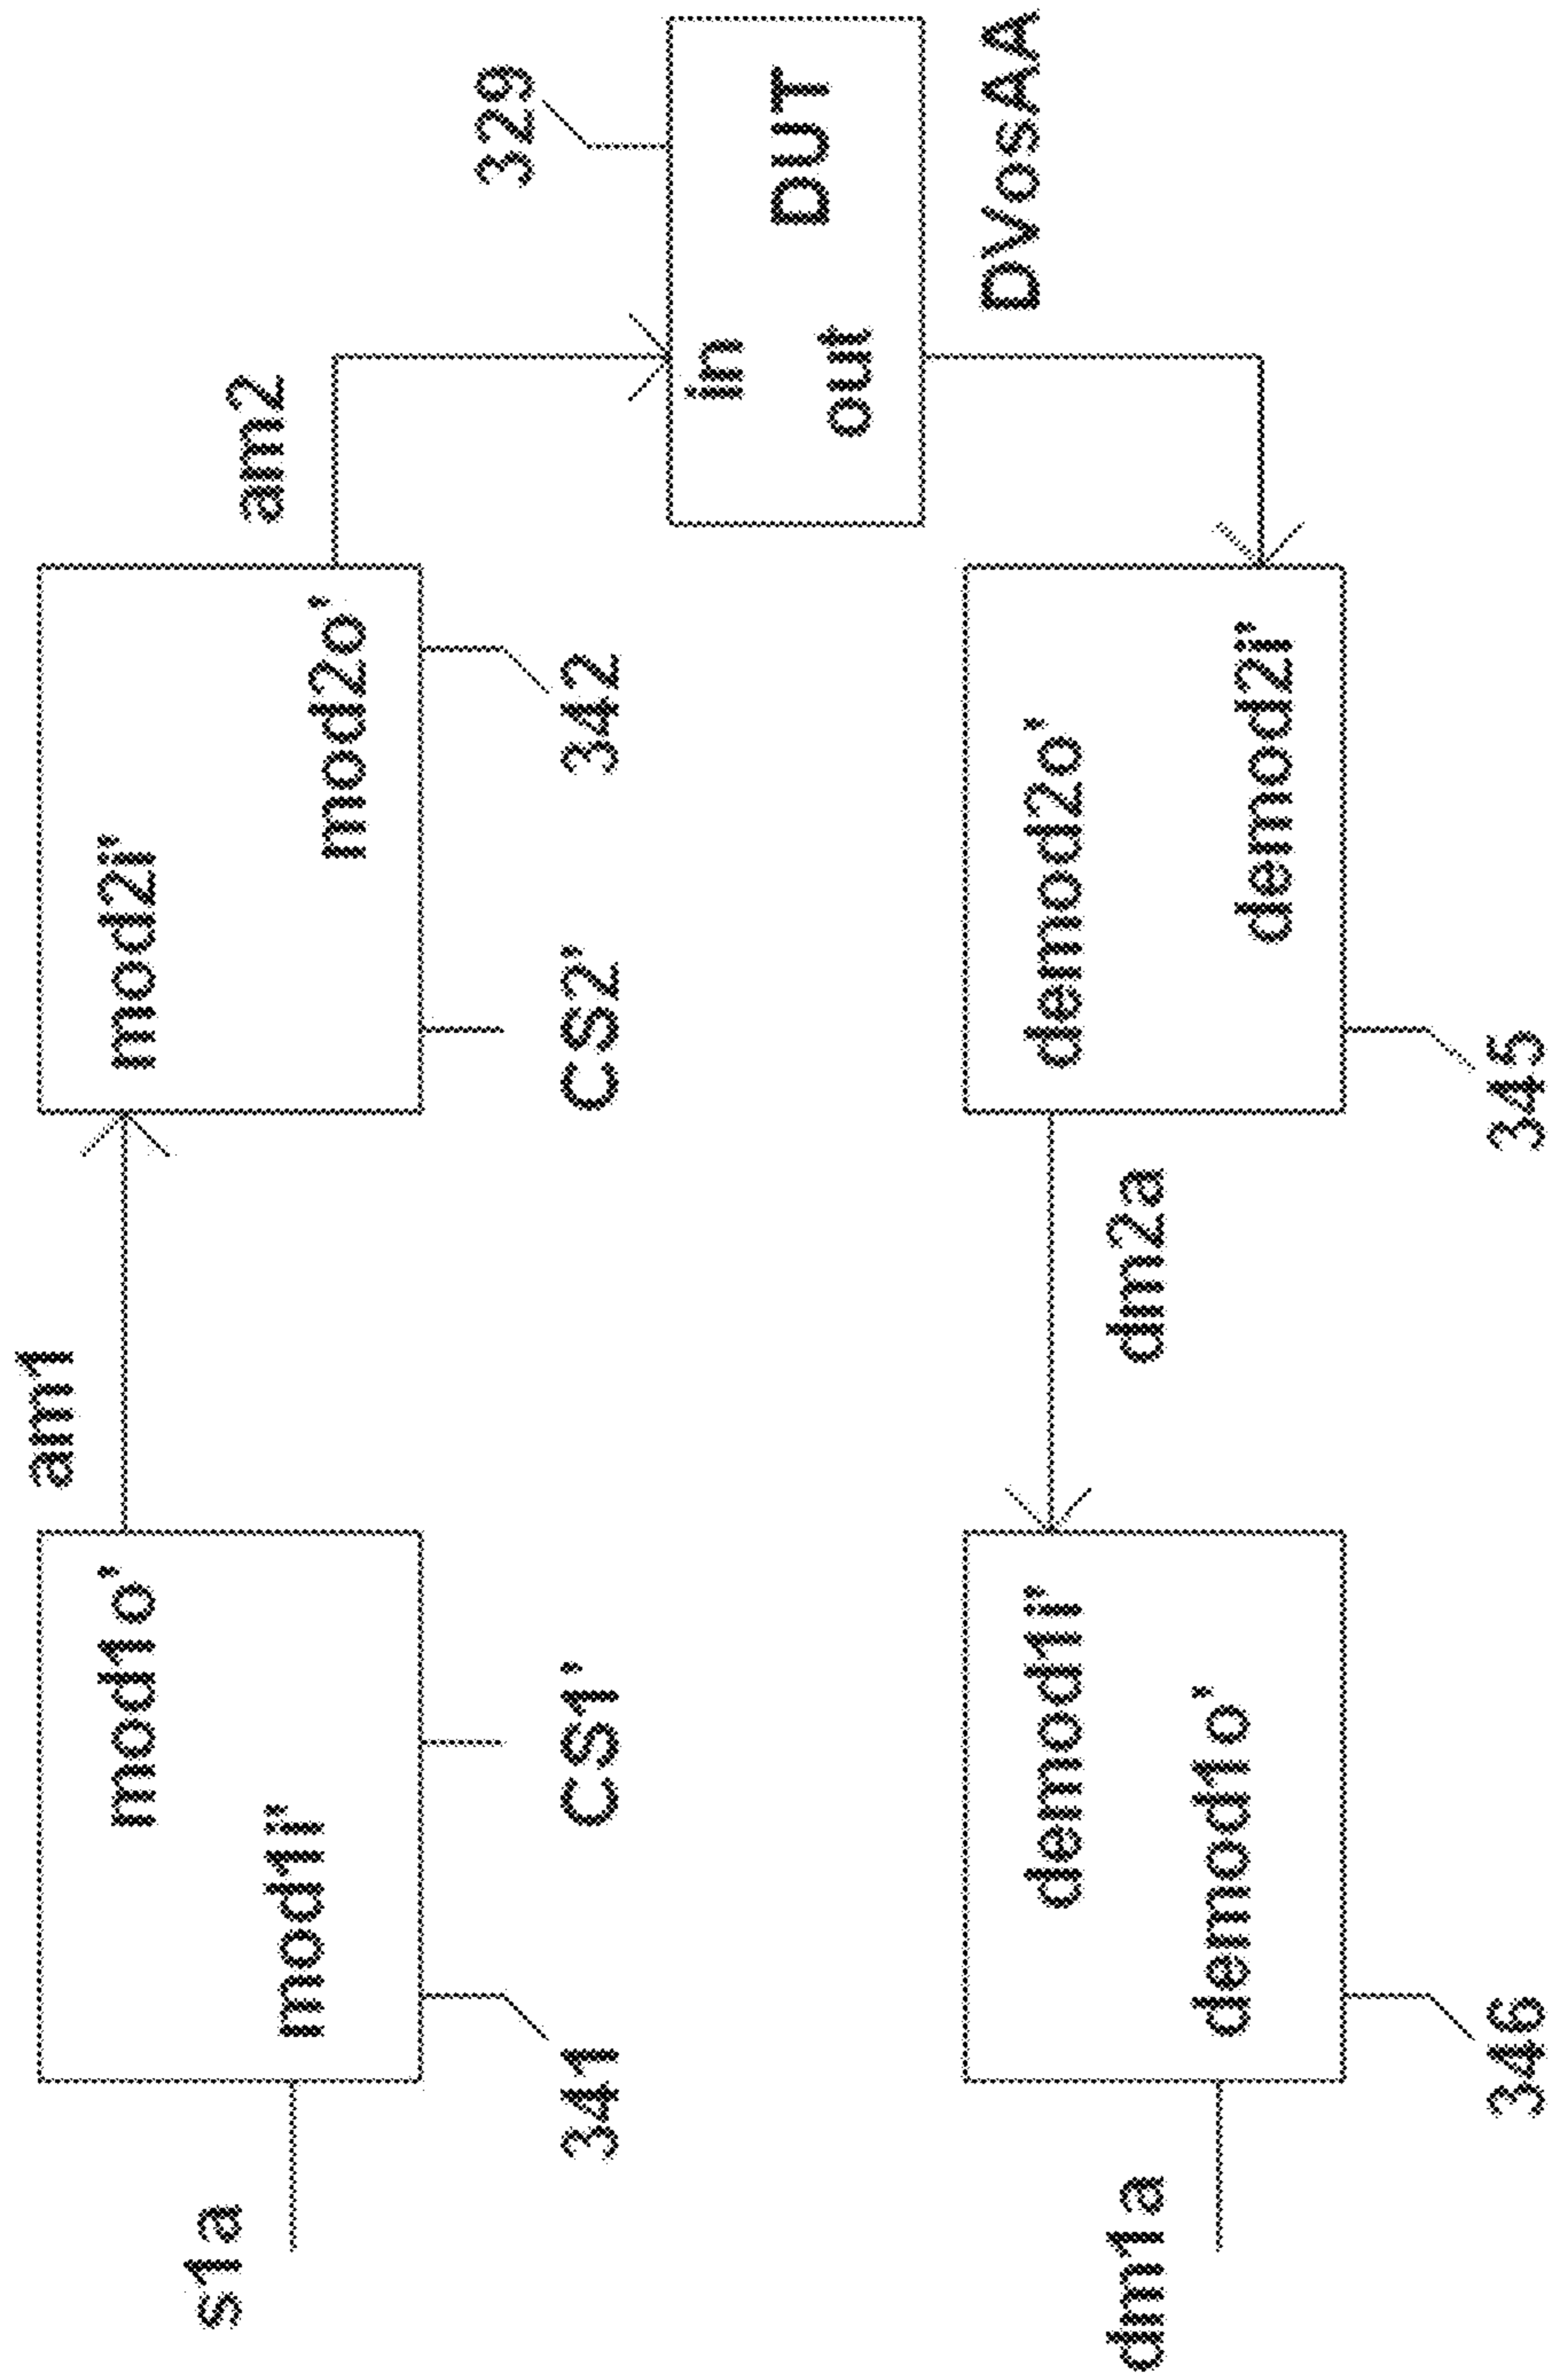 am1
am2
mod1o'
mod2i'
s1a
mod1i'
mod2o'
341
CS1'
CS2'
342
329
in
DUT
out
DVosAA
demod1i'
demod2o'
dm1a
dm2a
demod1o'
demod2i'
346
345